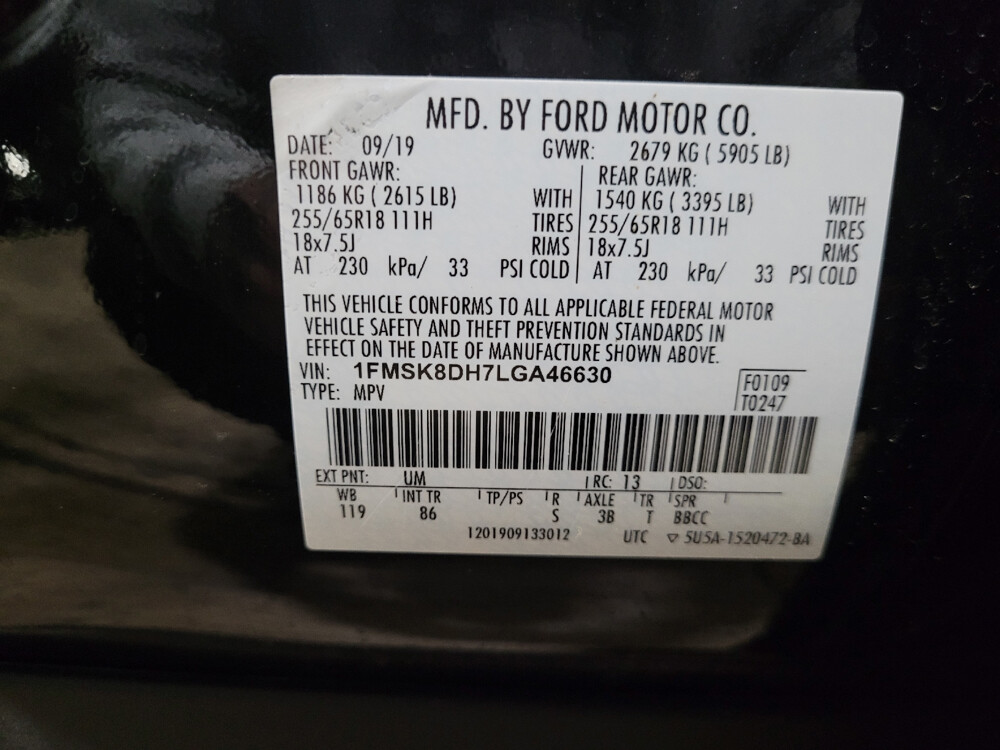 MFD. BY FORD MOTOR CO.
DATE: 09/19 GVWR: 2679 KG ( 5905 LB)
FRONT GAWR: REAR GAWR:
1186 KG ( 2615 LB) WITH 1540 KG ( 3395 LB) WITH
255/65R18 111H TIRES 255/65R18 111H TIRES
18x7.5J RIMS 18x7.5J RIMS
AT 230 kPa/ 33 PSI COLD AT 230 kPa/ 33 PSI COLD
THIS VEHICLE CONFORMS TO ALL APPLICABLE FEDERAL MOTOR
VEHICLE SAFETY AND THEFT PREVENTION STANDARDS IN
EFFECT ON THE DATE OF MANUFACTURE SHOWN ABOVE.
VIN: 1FMSK8DH7LGA46630
TYPE: MPV
F0109
T0247
EXT PNT: UM RC: 13 DSO:
WB INT TR TP/PS R AXLE TR SPR
119 86 S 3B T BBCC
1201909133012 UTC ▽ 5U5A-1520472-BA